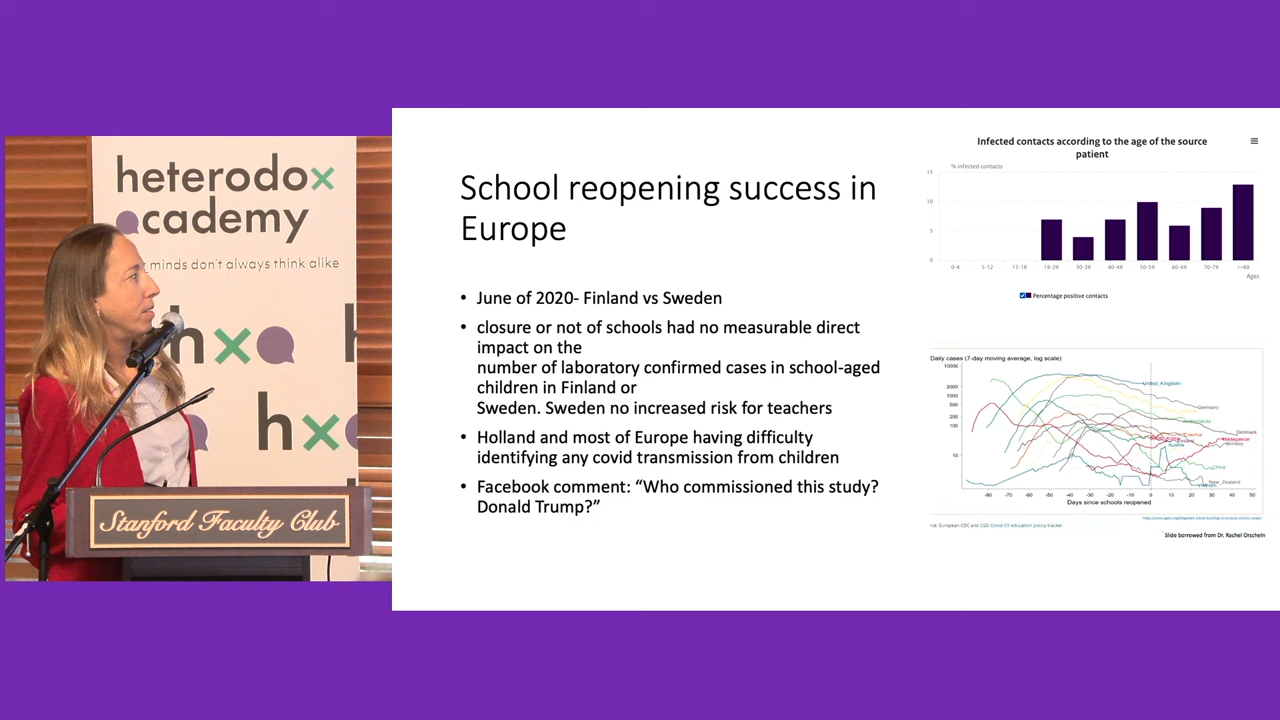 heterodox
academy
minds don't always think alike
hx
h
hx
Stanford Faculty Club
School reopening success in
Europe
• June of 2020- Finland vs Sweden
• closure or not of schools had no measurable direct
impact on the
number of laboratory confirmed cases in school-aged
children in Finland or
Sweden. Sweden no increased risk for teachers
• Holland and most of Europe having difficulty
identifying any covid transmission from children
• Facebook comment: “Who commissioned this study?
Donald Trump?”
Infected contacts according to the age of the source
patient
% infected contacts
15
10
5
0
0-4 5-12 13-18 19-29 30-39 40-49 50-59 60-69 70-79 >=80
Ages
Percentage positive contacts
Daily cases (7-day moving average, log scale)
10000
2000
1000
500
200
100
10
United_Kingdom
Germany
Denmark
Madagascar
Norway
China
New_Zealand
-80 -70 -60 -50 -40 -30 -20 -10 0 10 20 30 40 50
Days since schools reopened
European CDC and CGD Covid-19 education policy tracker
Slide borrowed from Dr. Rachel Orscheln